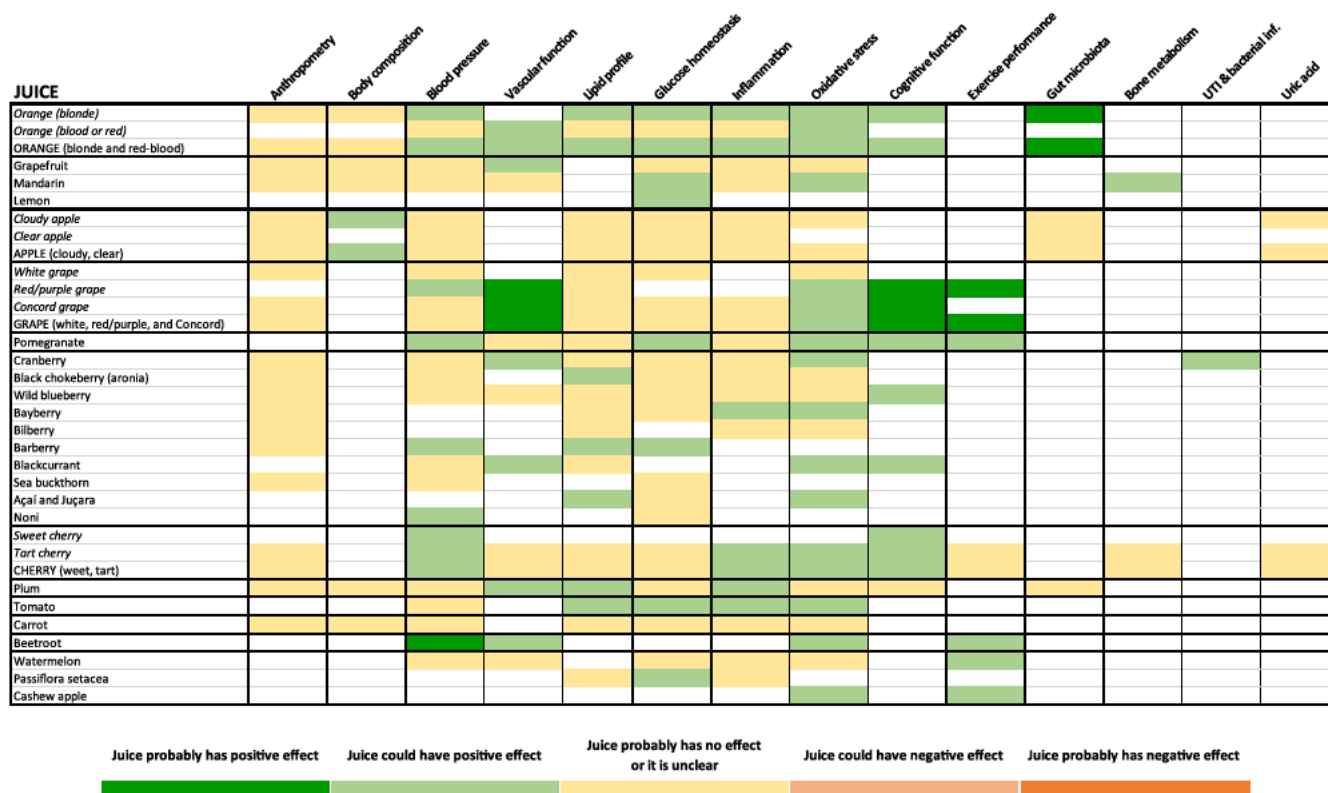 JUICE
Anthropometry
Body composition
Blood pressure
Vascular function
Lipid profile
Glucose homeostasis
Inflammation
Oxidative stress
Cognitive function
Exercise performance
Gut microbiota
Bone metabolism
UTI & bacterial inf.
Uric acid
Orange (blonde)
Orange (blood or red)
ORANGE (blonde and red-blood)
Grapefruit
Mandarin
Lemon
Cloudy apple
Clear apple
APPLE (cloudy, clear)
White grape
Red/purple grape
Concord grape
GRAPE (white, red/purple, and Concord)
Pomegranate
Cranberry
Black chokeberry (aronia)
Wild blueberry
Bayberry
Bilberry
Barberry
Blackcurrant
Sea buckthorn
Açaí and Juçara
Noni
Sweet cherry
Tart cherry
CHERRY (weet, tart)
Plum
Tomato
Carrot
Beetroot
Watermelon
Passiflora setacea
Cashew apple
Juice probably has positive effect
Juice could have positive effect
Juice probably has no effect
or it is unclear
Juice could have negative effect
Juice probably has negative effect